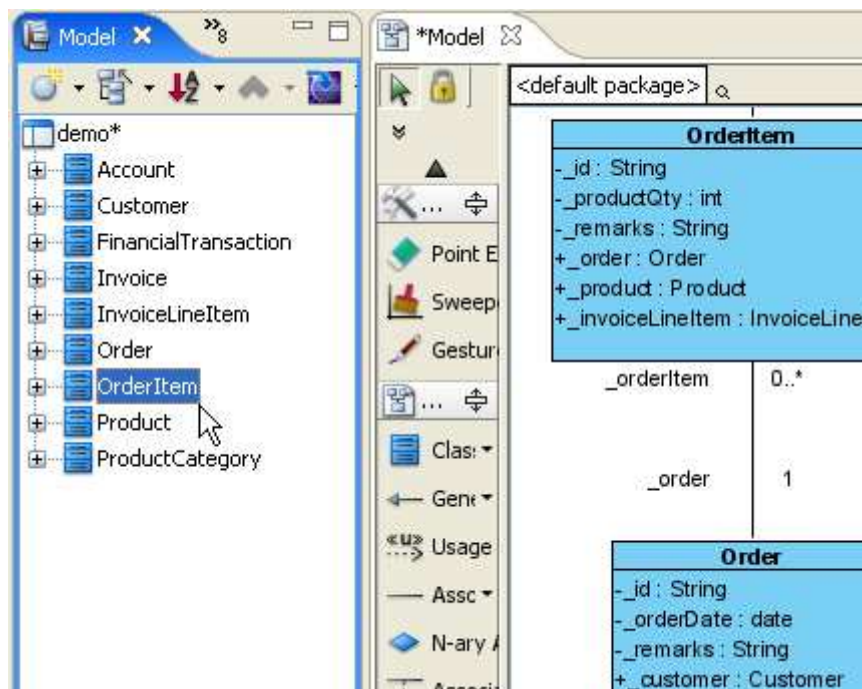 Model
8
demo*
Account
Customer
FinancialTransaction
Invoice
InvoiceLineItem
Order
OrderItem
Product
ProductCategory
*Model
...
Point E
Sweep
Gestur
...
Clas
Gene
«U» Usage
Assc
N-ary A
Associa
<default package>
OrderItem
-_id : String
-_productQty : int
-_remarks : String
+_order : Order
+_product : Product
+_invoiceLineItem : InvoiceLine
_orderItem 0..*
_order 1
Order
-_id : String
-_orderDate : date
-_remarks : String
+_customer : Customer